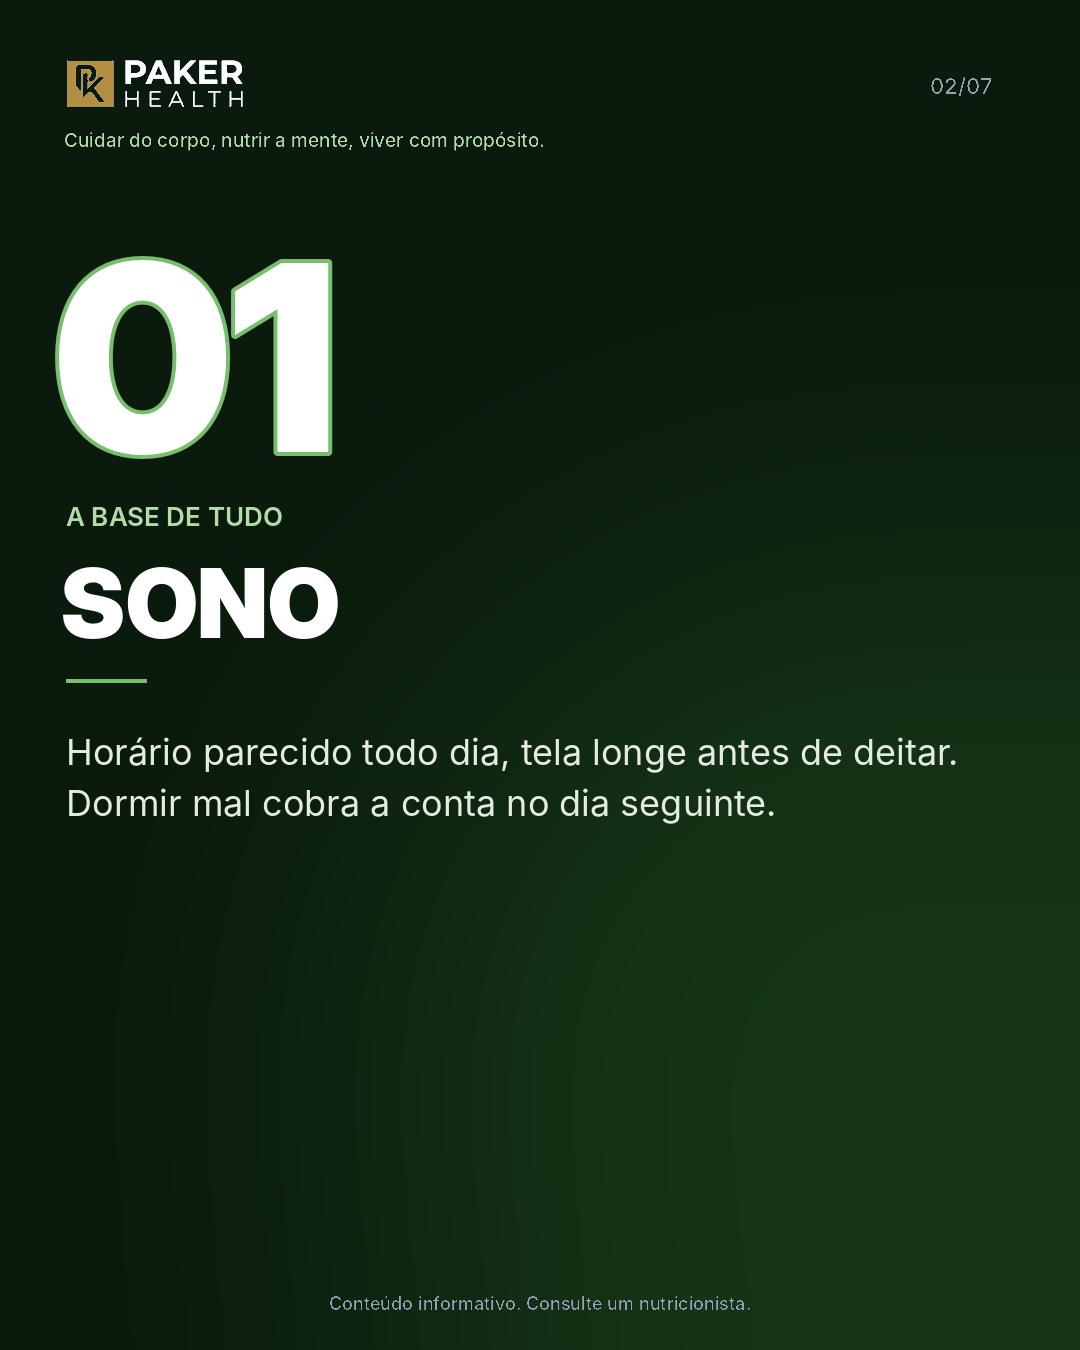 PAKER
HEALTH
02/07
Cuidar do corpo, nutrir a mente, viver com propósito.
01
A BASE DE TUDO
SONO
Horário parecido todo dia, tela longe antes de deitar.
Dormir mal cobra a conta no dia seguinte.
Conteúdo informativo. Consulte um nutricionista.